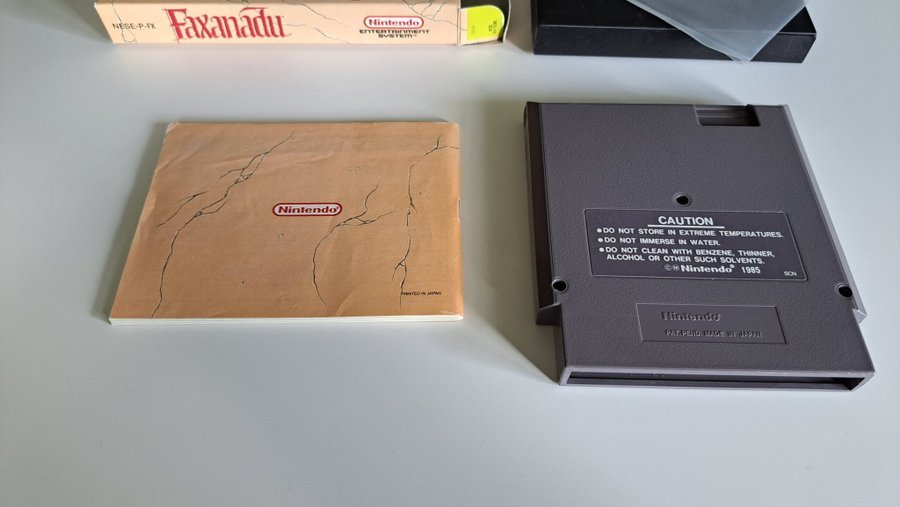 NESE-P-FX
Faxanadu
Nintendo
ENTERTAINMENT
SYSTEM™
Nintendo®
PRINTED IN JAPAN
CAUTION
●DO NOT STORE IN EXTREME TEMPERATURES.
●DO NOT IMMERSE IN WATER.
●DO NOT CLEAN WITH BENZENE, THINNER,
ALCOHOL OR OTHER SUCH SOLVENTS.
©Ⓜ Nintendo® 1985
SCN
Nintendo®
PAT. PEND. MADE IN JAPAN